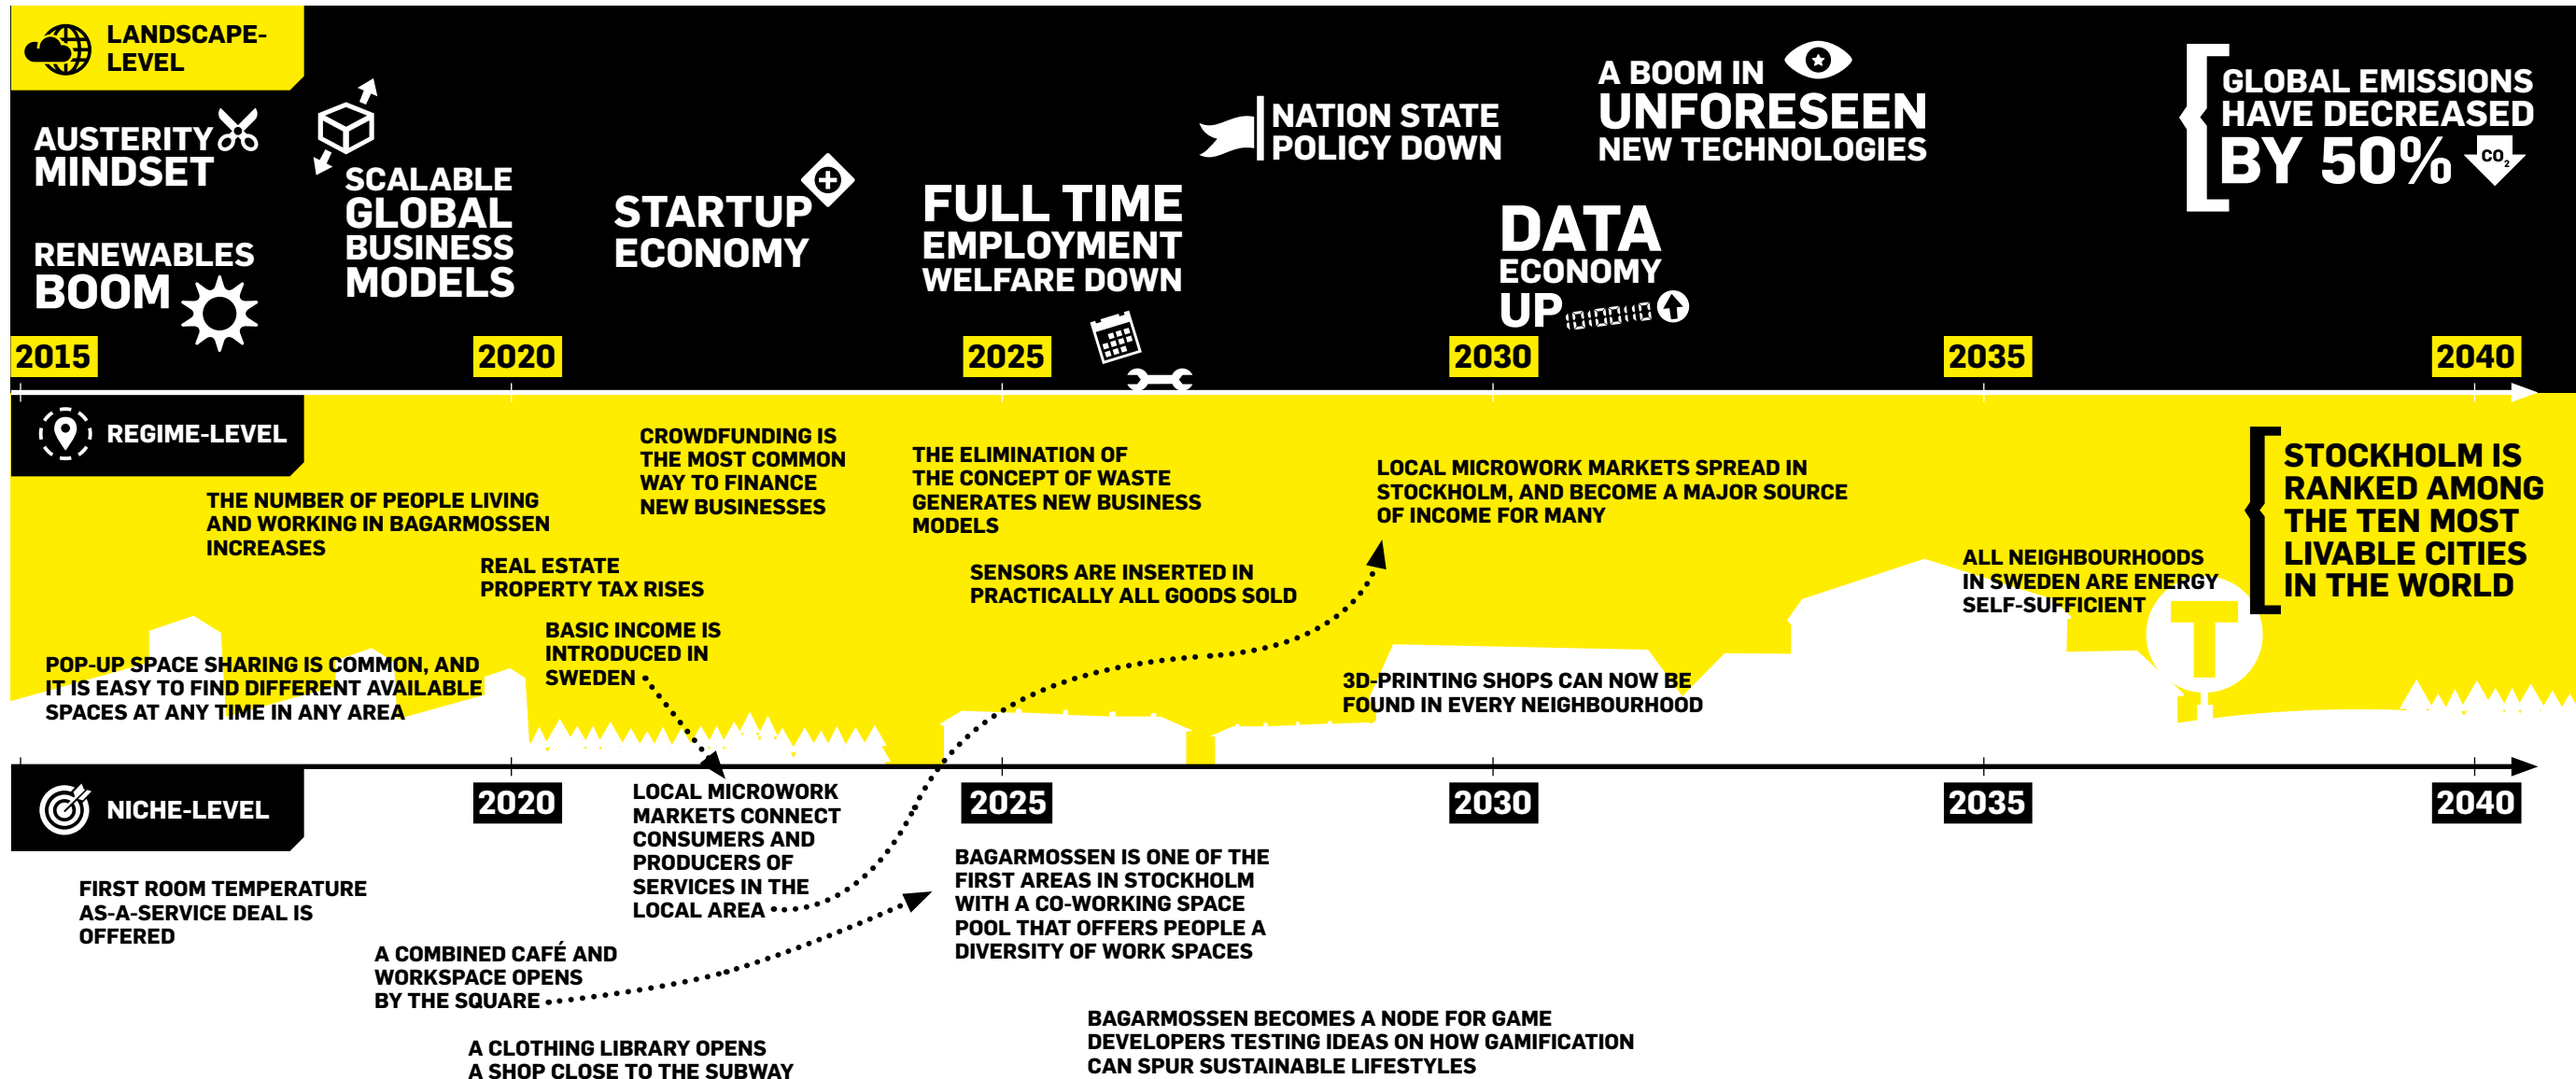 LANDSCAPE-
LEVEL
AUSTERITY
MINDSET
RENEWABLES
BOOM
SCALABLE
GLOBAL
BUSINESS
MODELS
STARTUP
ECONOMY
FULL TIME
EMPLOYMENT
WELFARE DOWN
NATION STATE
POLICY DOWN
A BOOM IN
UNFORESEEN
NEW TECHNOLOGIES
DATA
ECONOMY
UP
GLOBAL EMISSIONS
HAVE DECREASED
BY 50%
CO2
2015
2020
2025
2030
2035
2040
REGIME-LEVEL
THE NUMBER OF PEOPLE LIVING
AND WORKING IN BAGARMOSSEN
INCREASES
POP-UP SPACE SHARING IS COMMON, AND
IT IS EASY TO FIND DIFFERENT AVAILABLE
SPACES AT ANY TIME IN ANY AREA
REAL ESTATE
PROPERTY TAX RISES
BASIC INCOME IS
INTRODUCED IN
SWEDEN
CROWDFUNDING IS
THE MOST COMMON
WAY TO FINANCE
NEW BUSINESSES
THE ELIMINATION OF
THE CONCEPT OF WASTE
GENERATES NEW BUSINESS
MODELS
SENSORS ARE INSERTED IN
PRACTICALLY ALL GOODS SOLD
LOCAL MICROWORK MARKETS SPREAD IN
STOCKHOLM, AND BECOME A MAJOR SOURCE
OF INCOME FOR MANY
3D-PRINTING SHOPS CAN NOW BE
FOUND IN EVERY NEIGHBOURHOOD
ALL NEIGHBOURHOODS
IN SWEDEN ARE ENERGY
SELF-SUFFICIENT
T
STOCKHOLM IS
RANKED AMONG
THE TEN MOST
LIVABLE CITIES
IN THE WORLD
NICHE-LEVEL
2020
2025
2030
2035
2040
FIRST ROOM TEMPERATURE
AS-A-SERVICE DEAL IS
OFFERED
A COMBINED CAFÉ AND
WORKSPACE OPENS
BY THE SQUARE
A CLOTHING LIBRARY OPENS
A SHOP CLOSE TO THE SUBWAY
LOCAL MICROWORK
MARKETS CONNECT
CONSUMERS AND
PRODUCERS OF
SERVICES IN THE
LOCAL AREA
BAGARMOSSEN IS ONE OF THE
FIRST AREAS IN STOCKHOLM
WITH A CO-WORKING SPACE
POOL THAT OFFERS PEOPLE A
DIVERSITY OF WORK SPACES
BAGARMOSSEN BECOMES A NODE FOR GAME
DEVELOPERS TESTING IDEAS ON HOW GAMIFICATION
CAN SPUR SUSTAINABLE LIFESTYLES